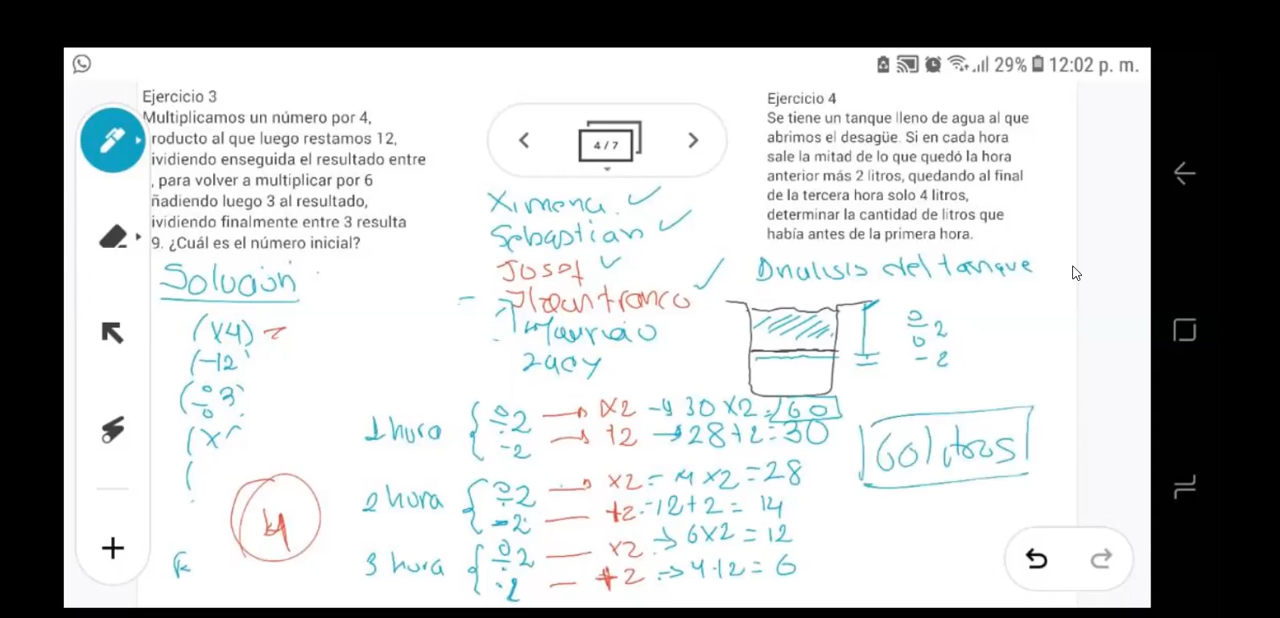 29% 12:02 p. m.
Ejercicio 3
Multiplicamos un número por 4,
roducto al que luego restamos 12,
ividiendo enseguida el resultado entre
, para volver a multiplicar por 6
ñadiendo luego 3 al resultado,
ividiendo finalmente entre 3 resulta
9. ¿Cuál es el número inicial?
Solución
(x4)
(-12
(÷3
(x
(
4/7
Ximena ✓
Sebastian ✓
Josef ✓
Ejercicio 4
Se tiene un tanque lleno de agua al que
abrimos el desagüe. Si en cada hora
sale la mitad de lo que quedó la hora
anterior más 2 litros, quedando al final
de la tercera hora solo 4 litros,
determinar la cantidad de litros que
había antes de la primera hora.
Analisis del tanque
÷2
-2
1 hora { ÷2 → x2 → 30 x2 = 60
-2 → +2 → 28+2 = 30
60 litros
2 hora { ÷2 — x2 = 14 x2 = 28
-2 — +2 - 12+2 = 14
3 hora { ÷2 — x2 → 6x2 = 12
-2 — +2 → 4+2 = 6